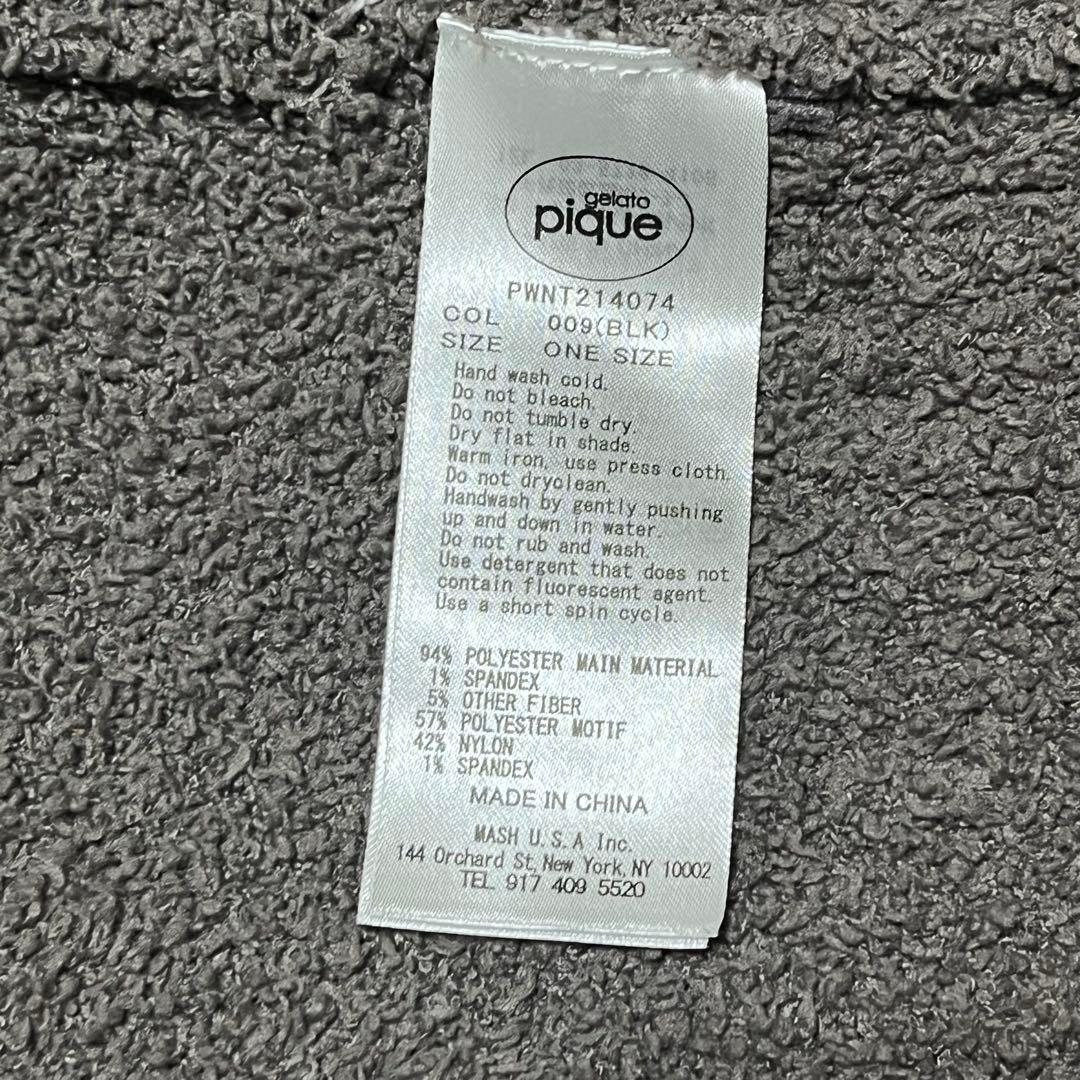 gelato
pique
PWNT214074
COL 009(BLK)
SIZE ONE SIZE
Hand wash cold.
Do not bleach.
Do not tumble dry.
Dry flat in shade.
Warm iron, use press cloth.
Do not dryclean.
Handwash by gently pushing
up and down in water.
Do not rub and wash.
Use detergent that does not
contain fluorescent agent.
Use a short spin cycle.
94% POLYESTER MAIN MATERIAL
1% SPANDEX
5% OTHER FIBER
57% POLYESTER MOTIF
42% NYLON
1% SPANDEX
MADE IN CHINA
MASH U.S.A Inc.
144 Orchard St, New York, NY 10002
TEL 917 409 5520